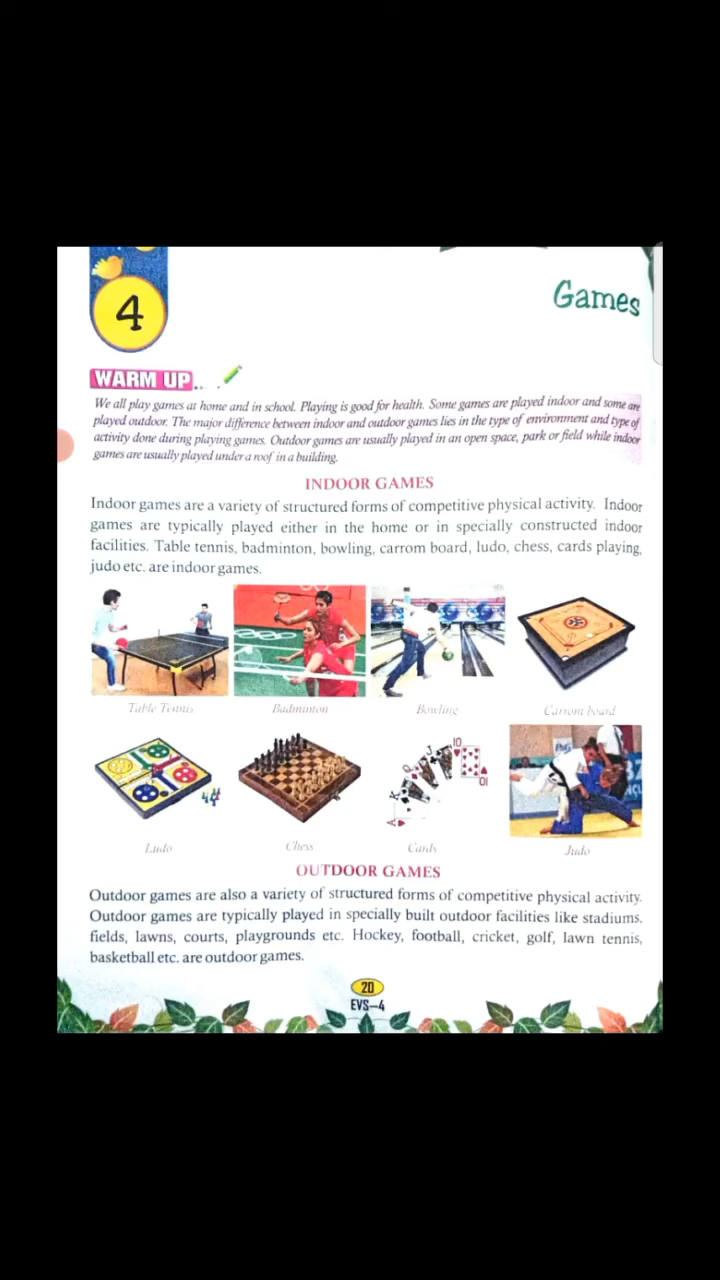 4
Games
WARM UP...
We all play games at home and in school. Playing is good for health. Some games are played indoor and some are
played outdoor. The major difference between indoor and outdoor games lies in the type of environment and type of
activity done during playing games. Outdoor games are usually played in an open space, park or field while indoor
games are usually played under a roof in a building.
INDOOR GAMES
Indoor games are a variety of structured forms of competitive physical activity. Indoor
games are typically played either in the home or in specially constructed indoor
facilities. Table tennis, badminton, bowling, carrom board, ludo, chess, cards playing,
judo etc. are indoor games.
Table Tennis Badminton Bowling Carrom board
Ludo Chess Cards Judo
OUTDOOR GAMES
Outdoor games are also a variety of structured forms of competitive physical activity.
Outdoor games are typically played in specially built outdoor facilities like stadiums,
fields, lawns, courts, playgrounds etc. Hockey, football, cricket, golf, lawn tennis,
basketball etc. are outdoor games.
20
EVS–4